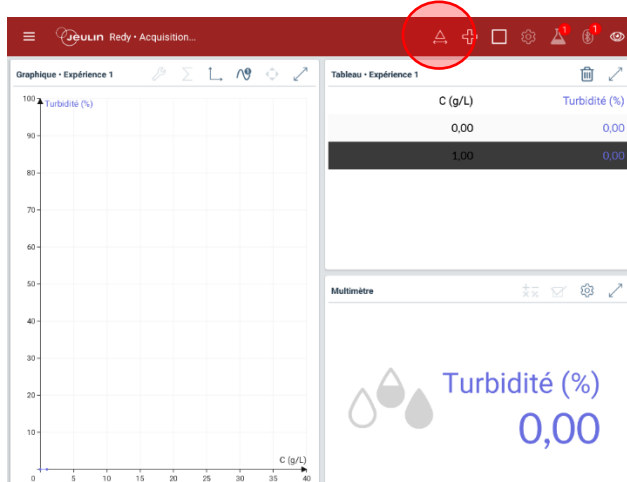 Jeulin Redy • Acquisition...
1
1
Graphique • Expérience 1
Turbidité (%)
100
90
80
70
60
50
40
30
20
10
0 5 10 15 20 25 30 35 40
C (g/L)
Tableau • Expérience 1
C (g/L) Turbidité (%)
0,00 0,00
1,00 0,00
Multimètre
Turbidité (%)
0,00